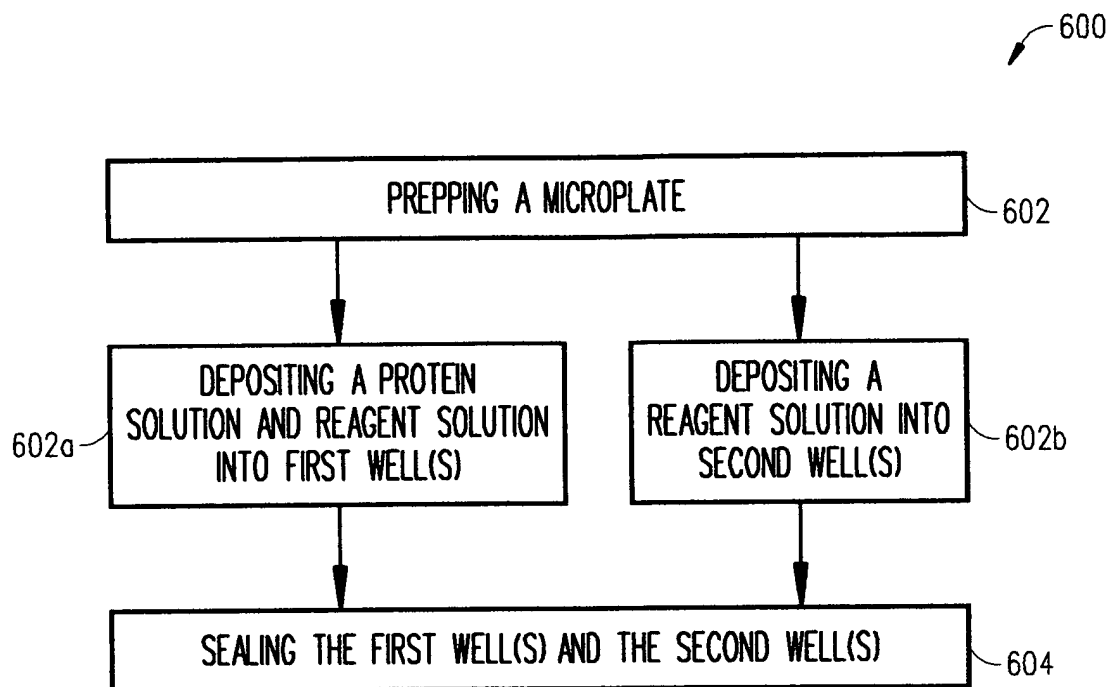 600
PREPPING A MICROPLATE
602
DEPOSITING A PROTEIN
SOLUTION AND REAGENT SOLUTION
INTO FIRST WELL(S)
602a
DEPOSITING A
REAGENT SOLUTION INTO
SECOND WELL(S)
602b
SEALING THE FIRST WELL(S) AND THE SECOND WELL(S)
604